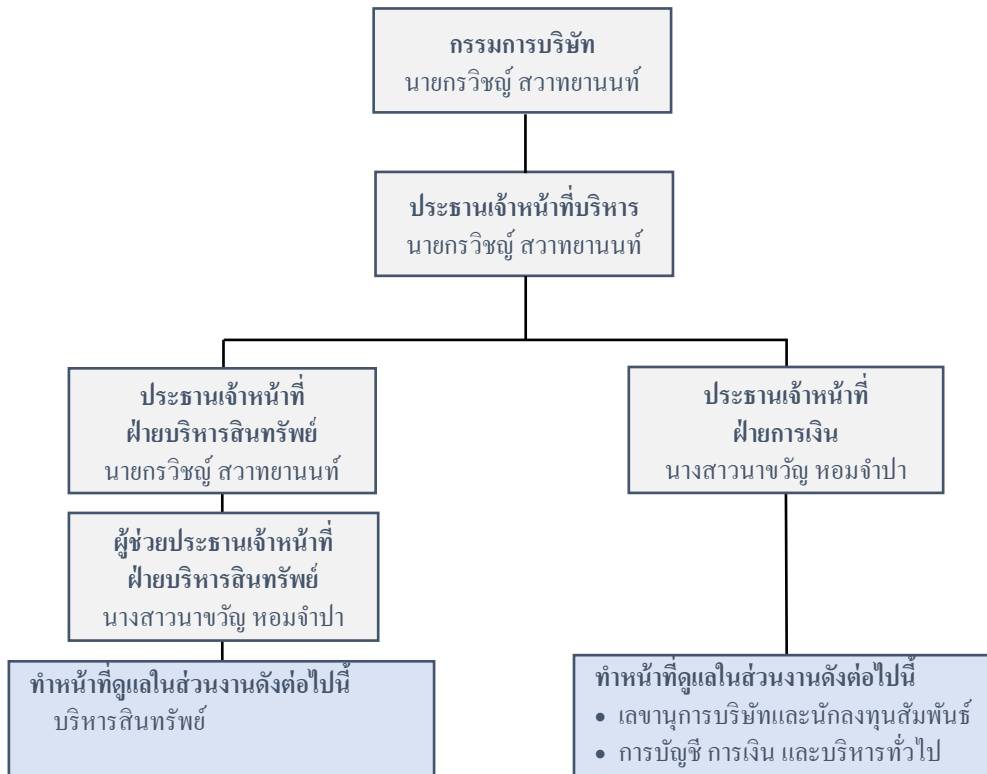 กรรมการบริษัท
นายกรวิชญ์ สวาทยานนท์
ประธานเจ้าหน้าที่บริหาร
นายกรวิชญ์ สวาทยานนท์
ประธานเจ้าหน้าที่
ฝ่ายบริหารสินทรัพย์
นายกรวิชญ์ สวาทยานนท์
ผู้ช่วยประธานเจ้าหน้าที่
ฝ่ายบริหารสินทรัพย์
นางสาวนาขวัญ หอมจำปา
ทำหน้าที่ดูแลในส่วนงานดังต่อไปนี้
บริหารสินทรัพย์
ประธานเจ้าหน้าที่
ฝ่ายการเงิน
นางสาวนาขวัญ หอมจำปา
ทำหน้าที่ดูแลในส่วนงานดังต่อไปนี้
• เลขานุการบริษัทและนักลงทุนสัมพันธ์
• การบัญชี การเงิน และบริหารทั่วไป